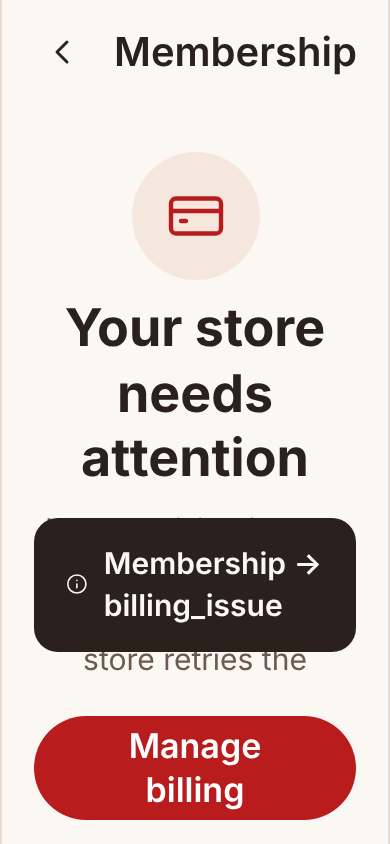 Membership
Your store
needs
attention
Membership →
billing_issue
store retries the
Manage
billing